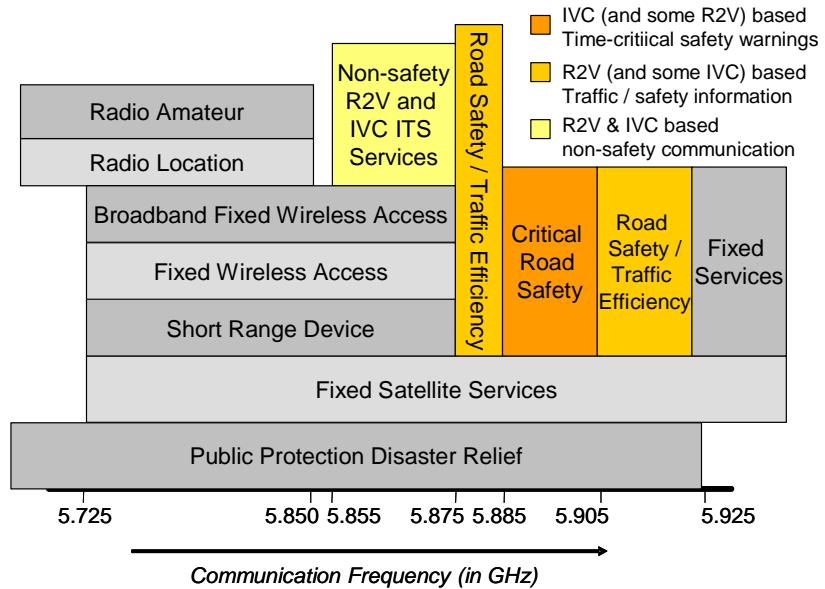 IVC (and some R2V) based
Time-critiical safety warnings
R2V (and some IVC) based
Traffic / safety information
R2V & IVC based
non-safety communication
Non-safety
R2V and
IVC ITS
Services
Road Safety / Traffic Efficiency
Radio Amateur
Radio Location
Broadband Fixed Wireless Access
Fixed Wireless Access
Short Range Device
Critical
Road
Safety
Road
Safety /
Traffic
Efficiency
Fixed
Services
Fixed Satellite Services
Public Protection Disaster Relief
5.725 5.850 5.855 5.875 5.885 5.905 5.925
Communication Frequency (in GHz)